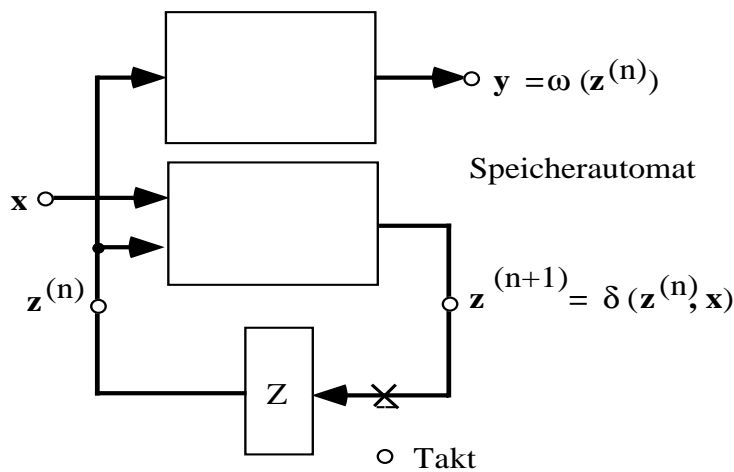 y = ω (z(n))
Speicherautomat
x
z(n)
z(n+1) = δ (z(n), x)
Z
Takt